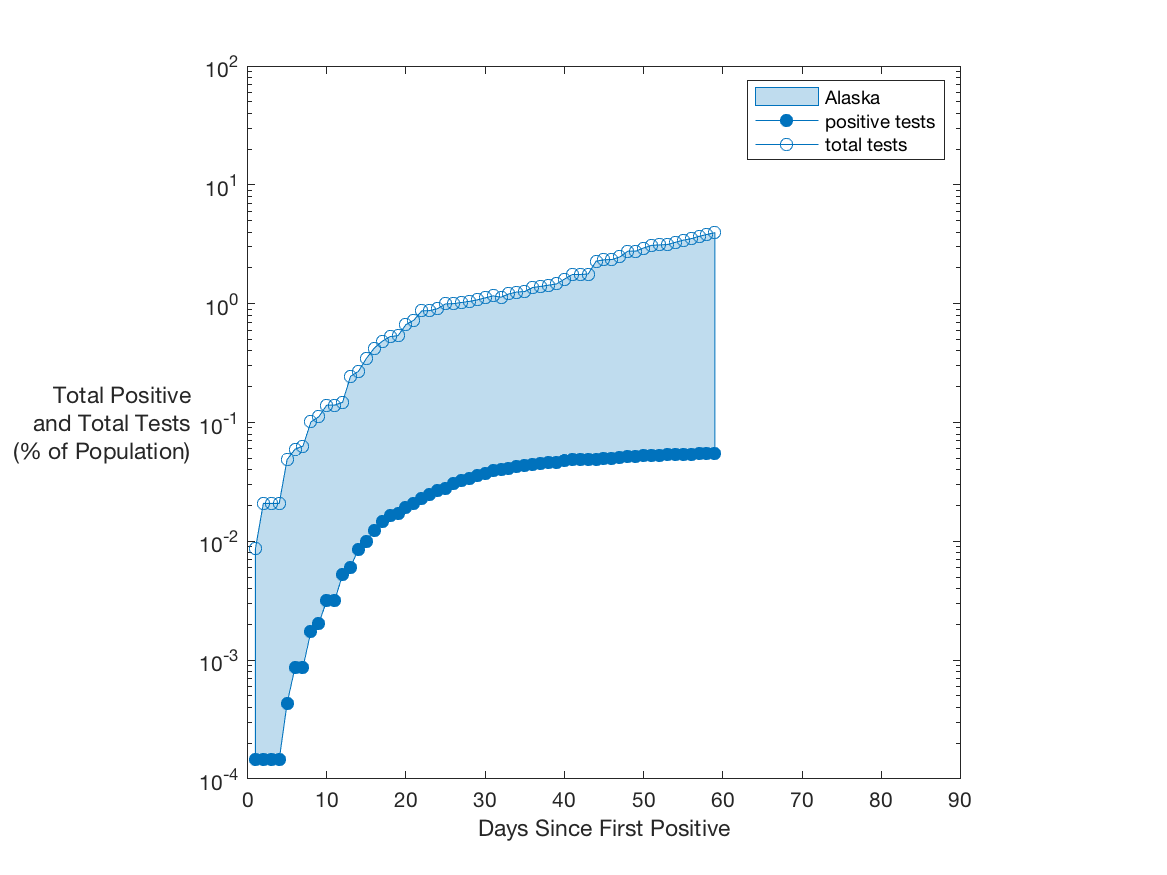 10^2
10^1
10^0
10^-1
10^-2
10^-3
10^-4
Total Positive
and Total Tests
(% of Population)
Alaska
positive tests
total tests
0 10 20 30 40 50 60 70 80 90
Days Since First Positive